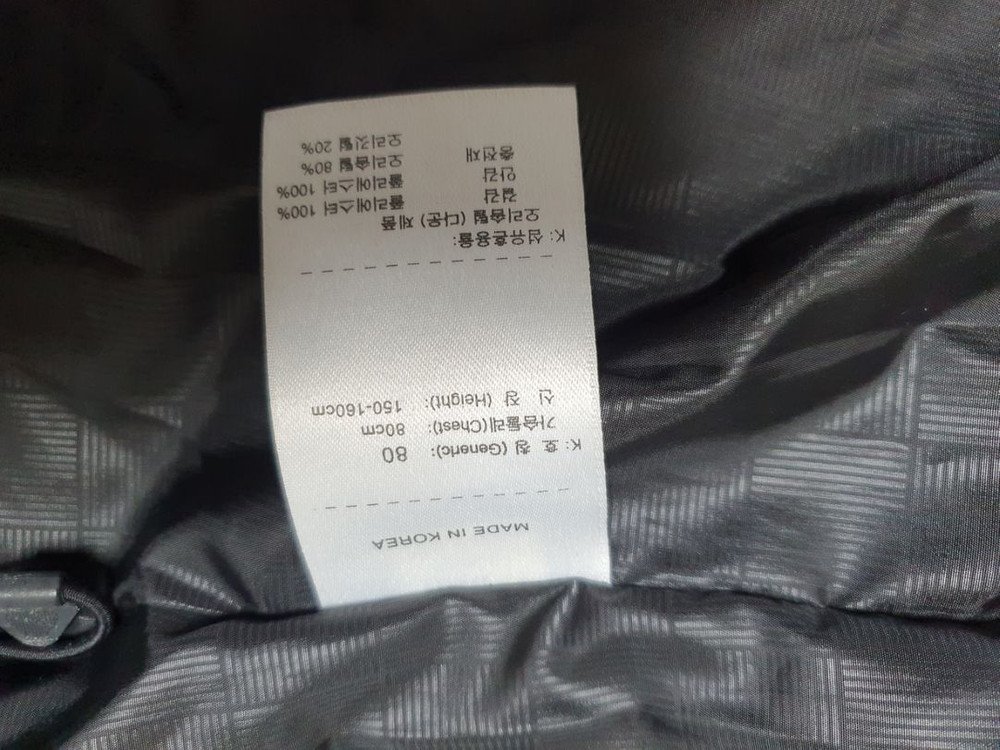 MADE IN KOREA
K: 호 칭 (Generic): 80
가슴둘레(Chest): 80cm
신 장 (Height): 150-160cm
K: 섬유혼용율:
오리솜털 (다운) 제품
겉감 폴리에스터 100%
안감 폴리에스터 100%
충전재 오리솜털 80%
오리깃털 20%